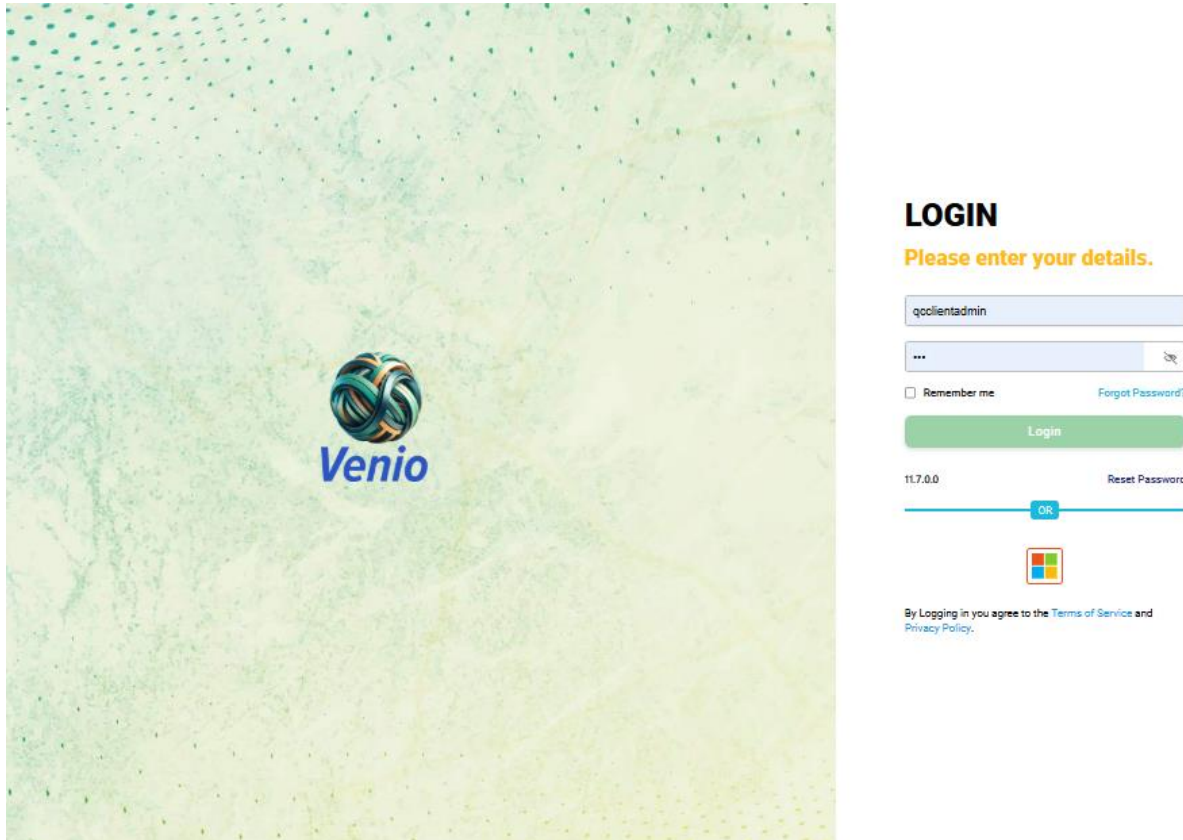 Venio
LOGIN
Please enter your details.
qcclientadmin
•••
Remember me
Forgot Password?
Login
11.7.0.0
Reset Password
OR
By Logging in you agree to the Terms of Service and
Privacy Policy.